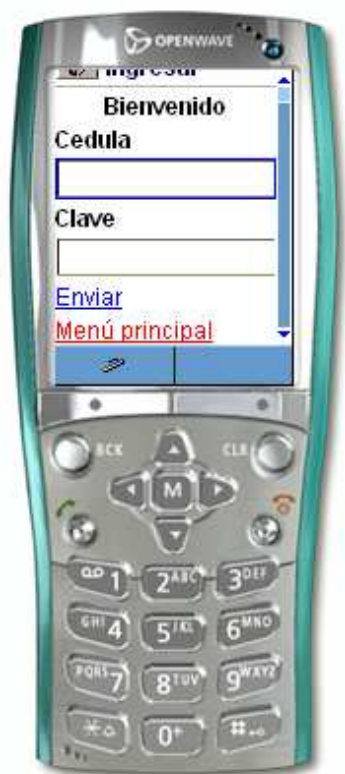 OPENWAVE
Ingresar
Bienvenido
Cedula
Clave
Enviar
Menú principal
BCK
CLR
M
1
2ABC
3DEF
GHI4
5JKL
6MNO
PQRS7
8TUV
9WXYZ
0+
#